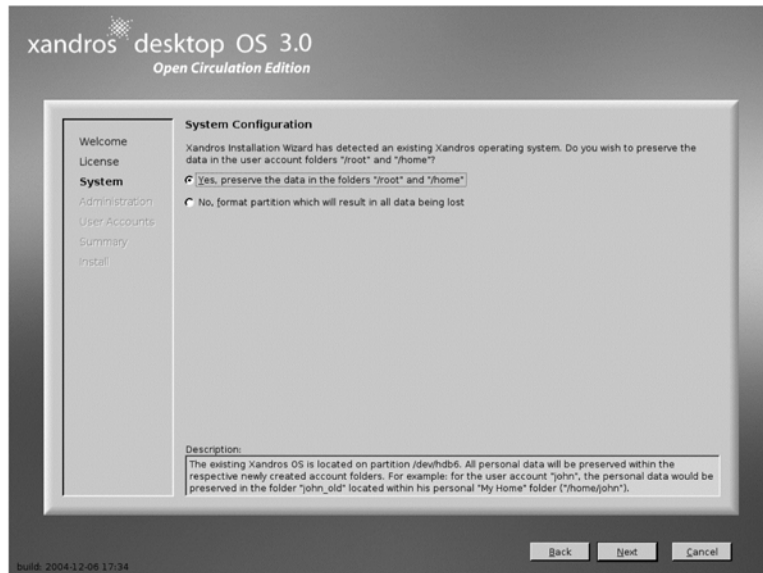 xandros desktop OS 3.0
Open Circulation Edition
Welcome
License
System
Administration
User Accounts
Summary
Install
System Configuration
Xandros Installation Wizard has detected an existing Xandros operating system. Do you wish to preserve the
data in the user account folders "/root" and "/home"?
Yes, preserve the data in the folders "/root" and "/home"
No, format partition which will result in all data being lost
Description:
The existing Xandros OS is located on partition /dev/hdb6. All personal data will be preserved within the
respective newly created account folders. For example: for the user account "john", the personal data would be
preserved in the folder "john_old" located within his personal "My Home" folder ("/home/john").
Back Next Cancel
build: 2004-12-06 17:34